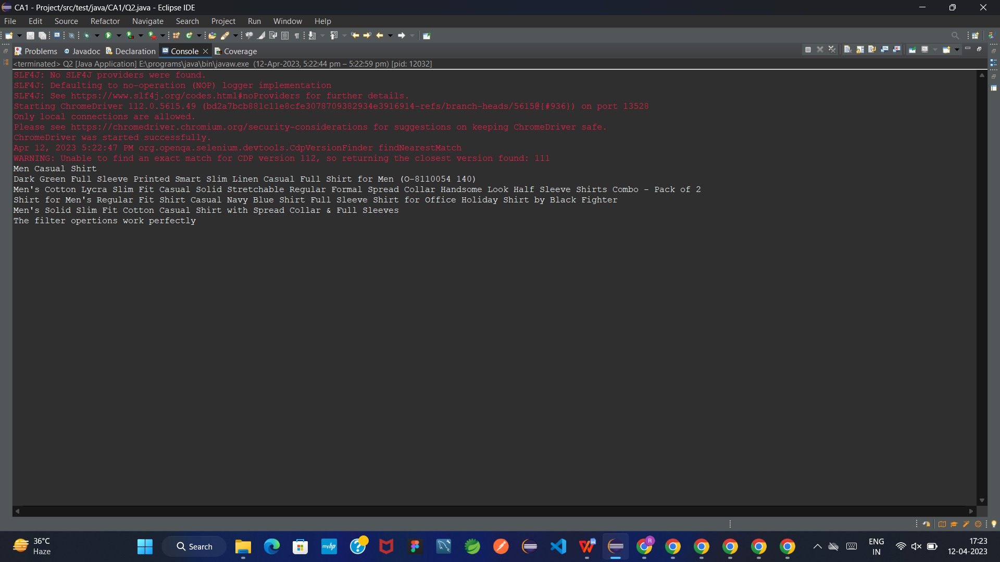 CA1 - Project/src/test/java/CA1/Q2.java - Eclipse IDE
File Edit Source Refactor Navigate Search Project Run Window Help
Problems Javadoc Declaration Console Coverage
<terminated> Q2 [Java Application] E:\programs\java\bin\javaw.exe (12-Apr-2023, 5:22:44 pm – 5:22:59 pm) [pid: 12032]
SLF4J: No SLF4J providers were found.
SLF4J: Defaulting to no-operation (NOP) logger implementation
SLF4J: See https://www.slf4j.org/codes.html#noProviders for further details.
Starting ChromeDriver 112.0.5615.49 (bd2a7bcb881c11e8cfe3078709382934e3916914-refs/branch-heads/5615@{#936}) on port 13528
Only local connections are allowed.
Please see https://chromedriver.chromium.org/security-considerations for suggestions on keeping ChromeDriver safe.
ChromeDriver was started successfully.
Apr 12, 2023 5:22:47 PM org.openqa.selenium.devtools.CdpVersionFinder findNearestMatch
WARNING: Unable to find an exact match for CDP version 112, so returning the closest version found: 111
Men Casual Shirt
Dark Green Full Sleeve Printed Smart Slim Linen Casual Full Shirt for Men (O-8110054 140)
Men's Cotton Lycra Slim Fit Casual Solid Stretchable Regular Formal Spread Collar Handsome Look Half Sleeve Shirts Combo – Pack of 2
Shirt for Men's Regular Fit Shirt Casual Navy Blue Shirt Full Sleeve Shirt for Office Holiday Shirt by Black Fighter
Men's Solid Slim Fit Cotton Casual Shirt with Spread Collar & Full Sleeves
The filter opertions work perfectly
36°C
Haze
Search
myhp
R
ENG
IN
17:23
12-04-2023